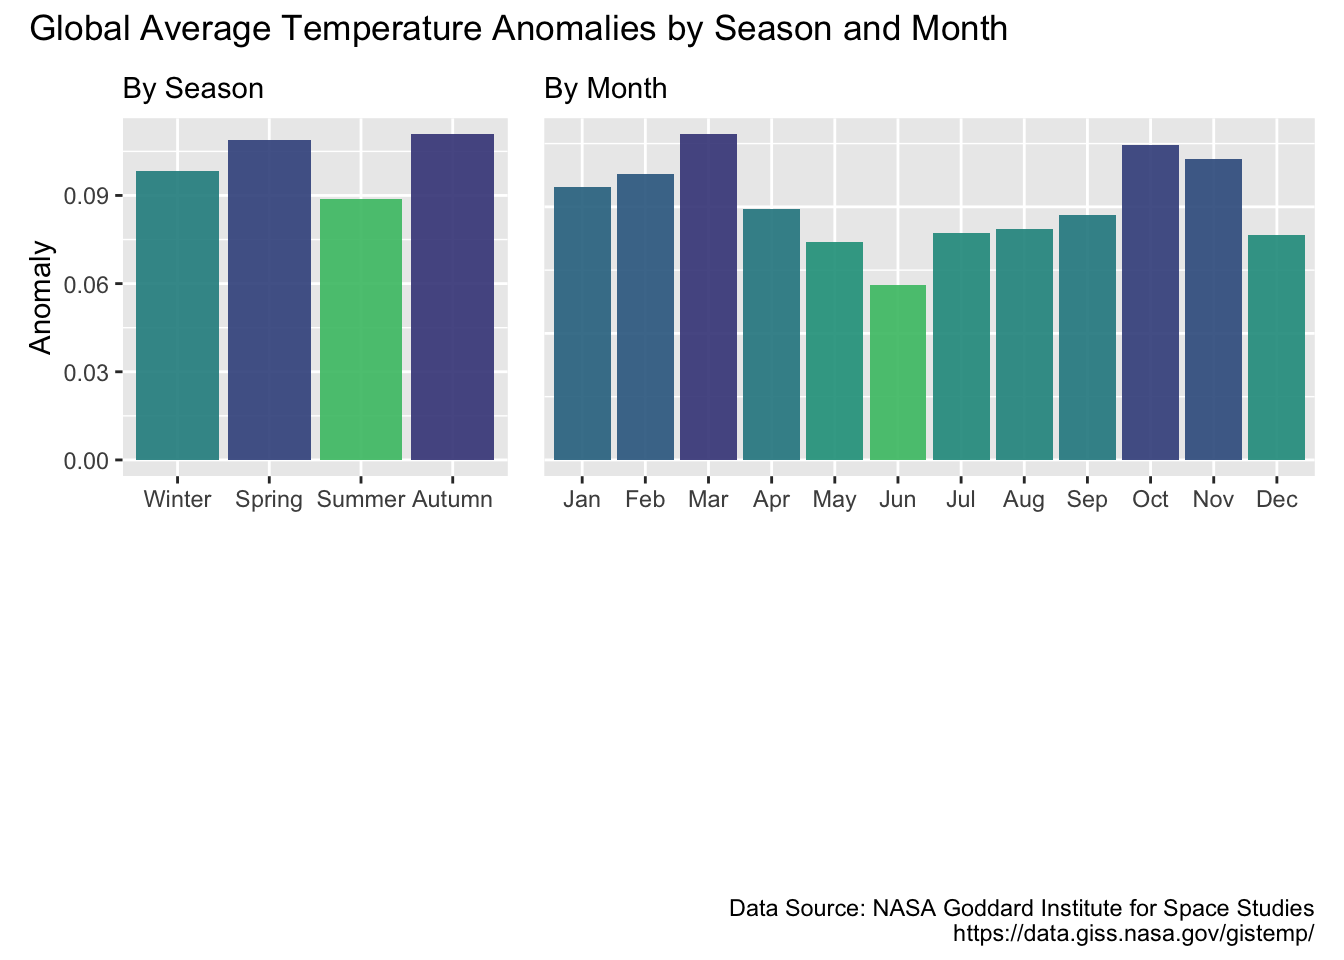 Global Average Temperature Anomalies by Season and Month
By Season
By Month
Anomaly
0.09
0.06
0.03
0.00
Winter Spring Summer Autumn
Jan Feb Mar Apr May Jun Jul Aug Sep Oct Nov Dec
Data Source: NASA Goddard Institute for Space Studies
https://data.giss.nasa.gov/gistemp/